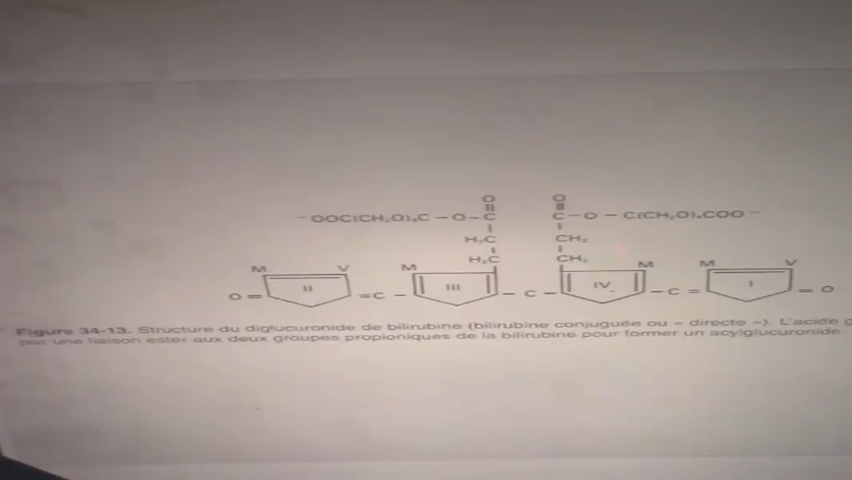 O O
‖ ‖
⁻OOC(CH₂O)₄C — O — C C — O — C(CH₂O)₄COO⁻
H₂C CH₂
H₂C CH₂
M V M M M V
O = II = C — III — C — IV — C = I = O
Figure 34-13. Structure du diglucuronide de bilirubine (bilirubine conjuguée ou « directe »). L'acide g
par une liaison ester aux deux groupes propioniques de la bilirubine pour former un acylglucuronide.